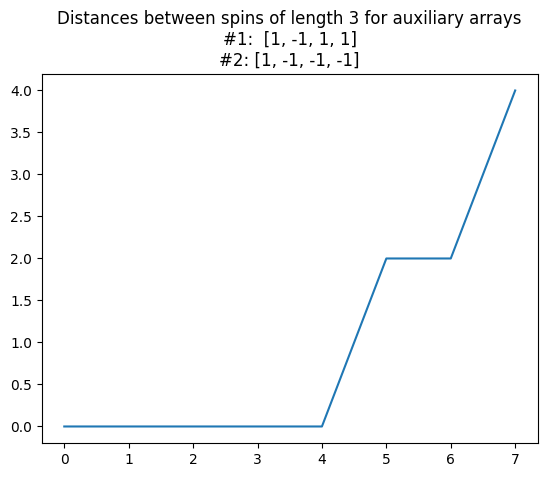 Distances between spins of length 3 for auxiliary arrays
#1:  [1, -1, 1, 1]
#2: [1, -1, -1, -1]
4.0
3.5
3.0
2.5
2.0
1.5
1.0
0.5
0.0
0 1 2 3 4 5 6 7